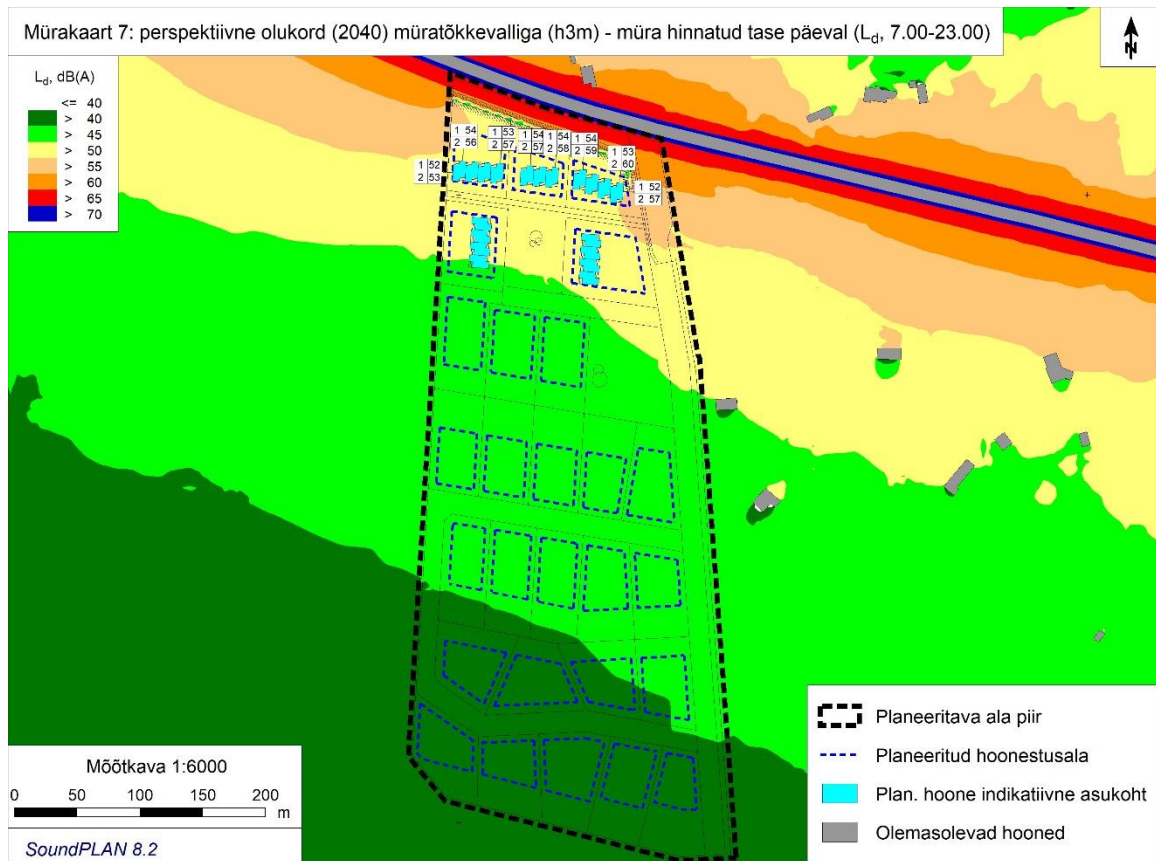 Mürakaart 7: perspektiivne olukord (2040) müratõkkevalliga (h3m) - müra hinnatud tase päeval (Ld, 7.00-23.00)
N
Ld, dB(A)
<= 40
> 40
> 45
> 50
> 55
> 60
> 65
> 70
1 54
2 56
1 53
2 57
1 54
2 57
1 54
2 58
1 54
2 59
1 53
2 60
1 52
2 53
1 52
2 57
Mõõtkava 1:6000
0 50 100 150 200
m
SoundPLAN 8.2
Planeeritava ala piir
Planeeritud hoonestusala
Plan. hoone indikatiivne asukoht
Olemasolevad hooned